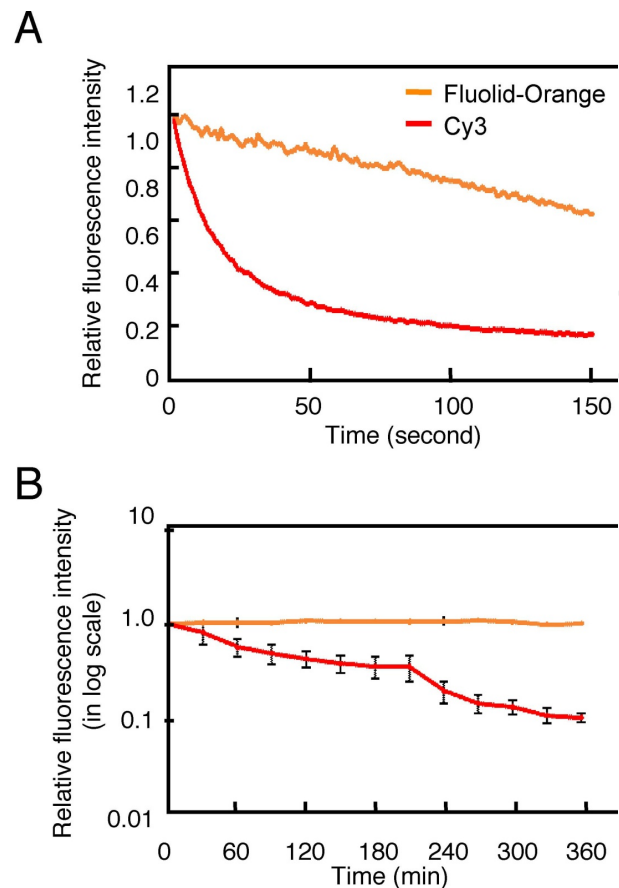 A
Relative fluorescence intensity
1.2
1.0
0.8
0.6
0.4
0.2
0
Fluolid-Orange
Cy3
0 50 100 150
Time (second)
B
Relative fluorescence intensity
(in log scale)
10
1.0
0.1
0.01
0 60 120 180 240 300 360
Time (min)